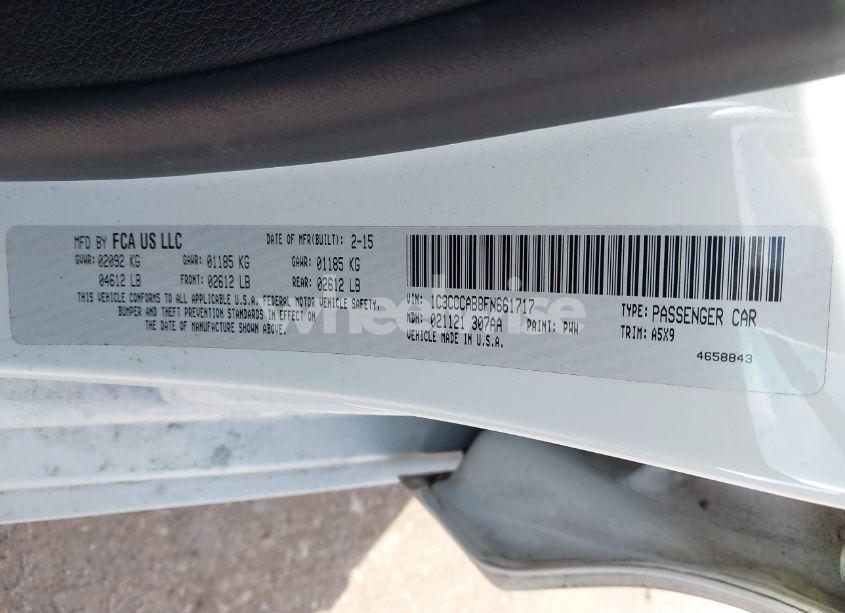 MFD BY FCA US LLC DATE OF MFR(BUILT): 2-15
GVWR: 02092 KG GAWR: 01185 KG GAWR: 01185 KG
04612 LB FRONT: 02612 LB REAR: 02612 LB
THIS VEHICLE CONFORMS TO ALL APPLICABLE U.S.A. FEDERAL MOTOR VEHICLE SAFETY,
BUMPER AND THEFT PREVENTION STANDARDS IN EFFECT ON
THE DATE OF MANUFACTURE SHOWN ABOVE.
VIN: 1C3CCCAB8FN661717 TYPE: PASSENGER CAR
MDH: 021121 307AA PAINT: PWW TRIM: A5X9
VEHICLE MADE IN U.S.A. 4658843